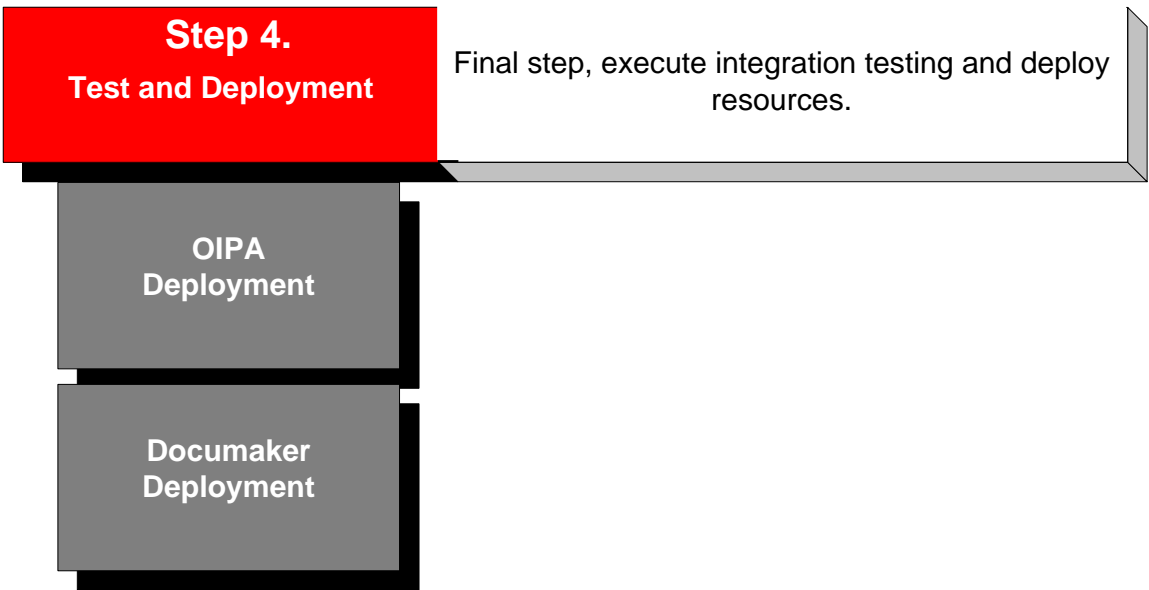 Step 4.
Test and Deployment
Final step, execute integration testing and deploy
resources.
OIPA
Deployment
Documaker
Deployment